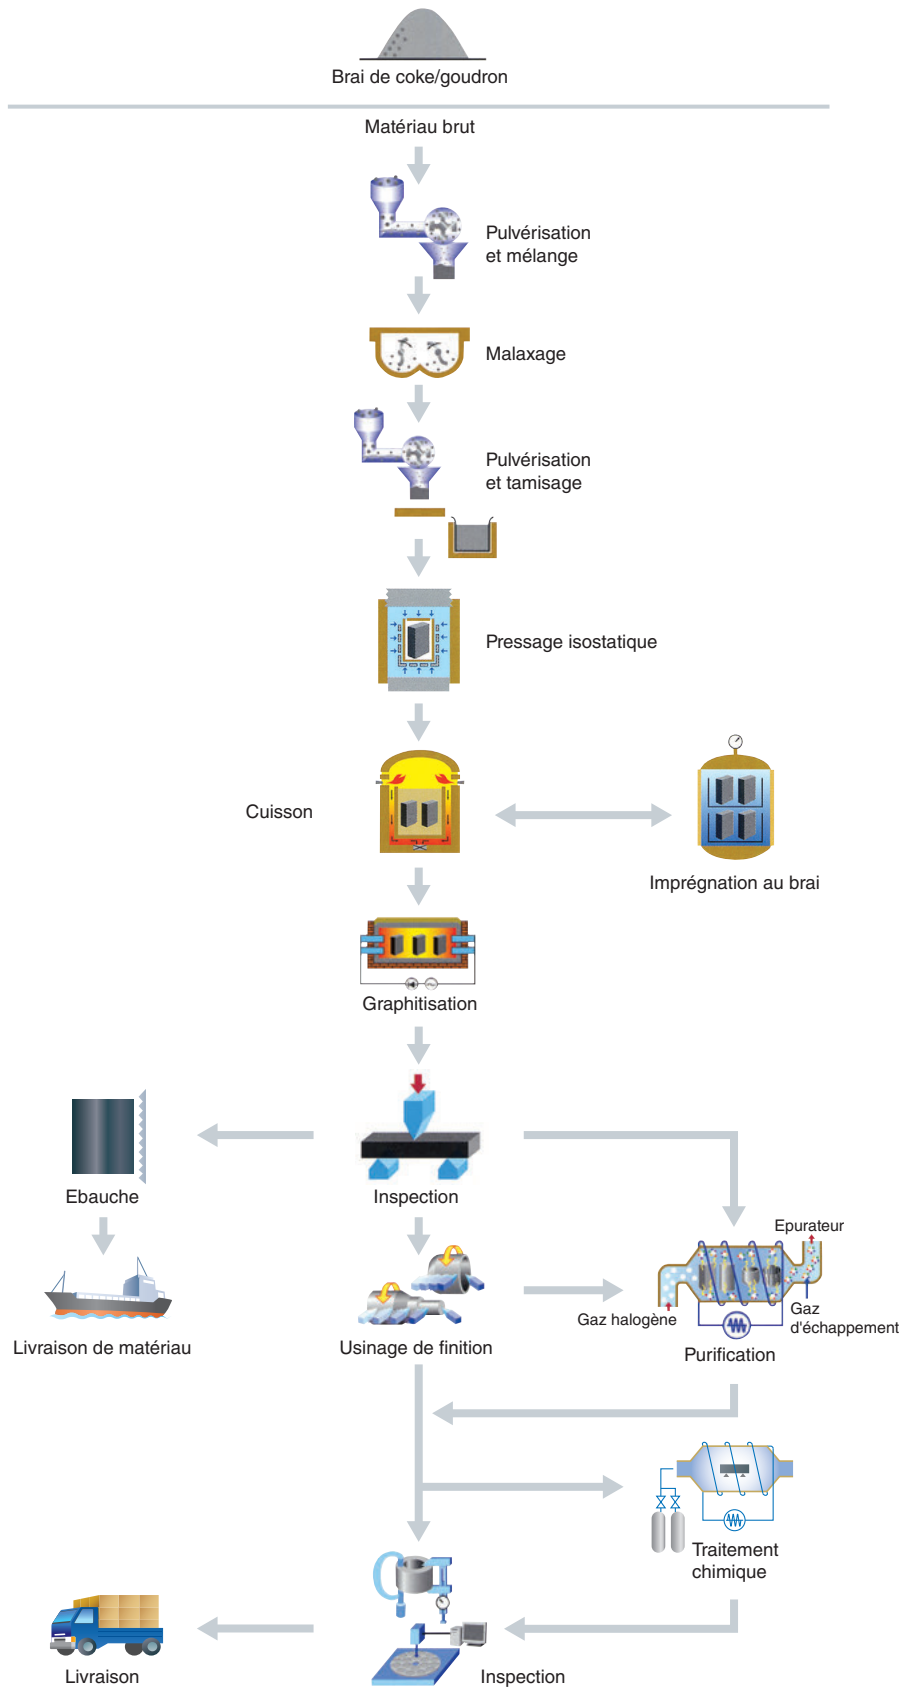 Brai de coke/goudron
Matèriau brut
Pulvérisation
et mélange
Malaxage
Pulvérisation
et tamisage
Pressage isostatique
Cuisson
Imprégnation au brai
Graphitisation
Ebauche
Inspection
Epurateur
Gaz halogène
Gaz
d'échappement
Livraison de matériau
Usinage de finition
Purification
Traitement
chimique
Livraison
Inspection